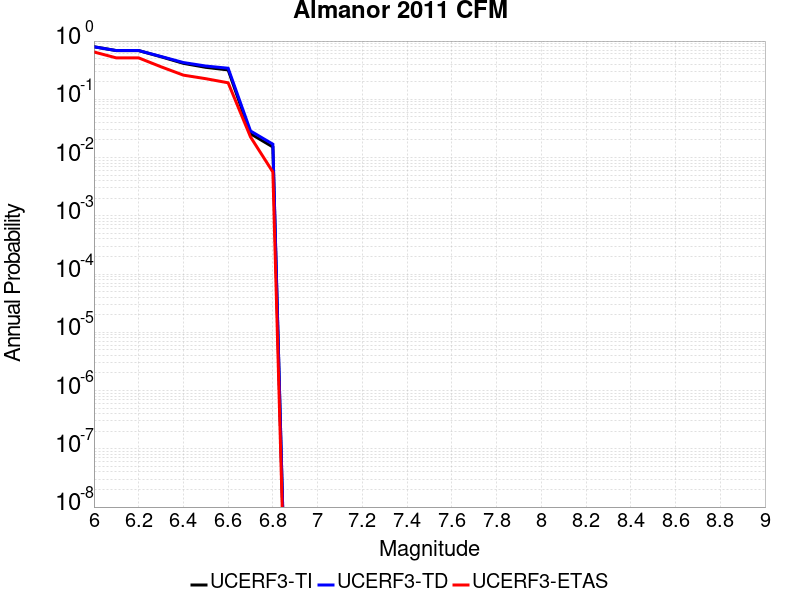 Almanor 2011 CFM
Annual Probability
10^0
10^-1
10^-2
10^-3
10^-4
10^-5
10^-6
10^-7
10^-8
6 6.2 6.4 6.6 6.8 7 7.2 7.4 7.6 7.8 8 8.2 8.4 8.6 8.8 9
Magnitude
UCERF3-TI UCERF3-TD UCERF3-ETAS